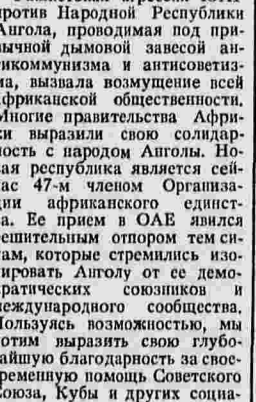 против Народной Республики
Ангола, проводимая под при-
вычной дымовой завесой ан-
тикоммунизма и антисоветиз-
ма, вызвала возмущение всей
африканской общественности.
Многие правительства Афри-
ки выразили свою солидар-
ность с народом Анголы. Но-
вая республика является сей-
час 47-м членом Организа-
ции африканского единст-
ва. Ее прием в ОАЕ явился
решительным отпором тем си-
лам, которые стремились изо-
лировать Анголу от ее демо-
кратических союзников и
международного сообщества.
Пользуясь возможностью, мы
хотим выразить свою глубо-
чайшую благодарность за свое-
временную помощь Советского
Союза, Кубы и других социа-